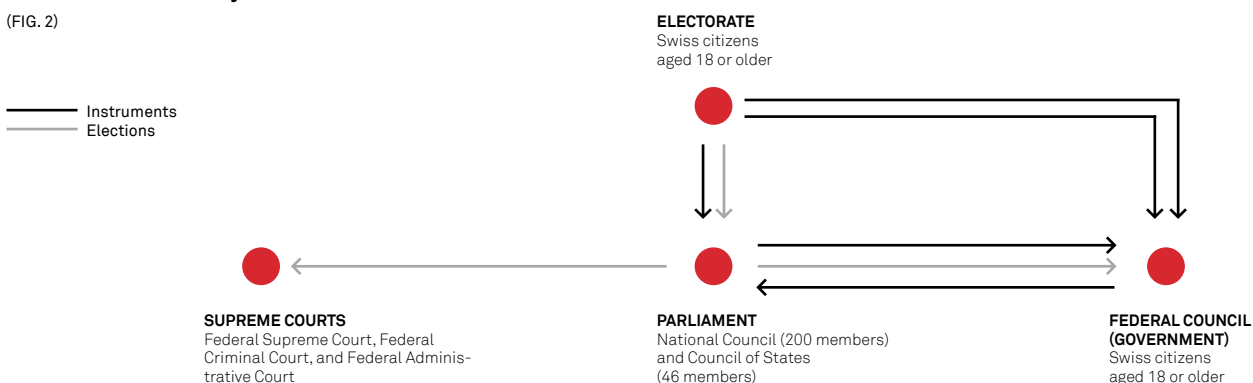 (FIG. 2)
ELECTORATE
Swiss citizens
aged 18 or older
Instruments
Elections
SUPREME COURTS
Federal Supreme Court, Federal
Criminal Court, and Federal Adminis-
trative Court
PARLIAMENT
National Council (200 members)
and Council of States
(46 members)
FEDERAL COUNCIL
(GOVERNMENT)
Swiss citizens
aged 18 or older